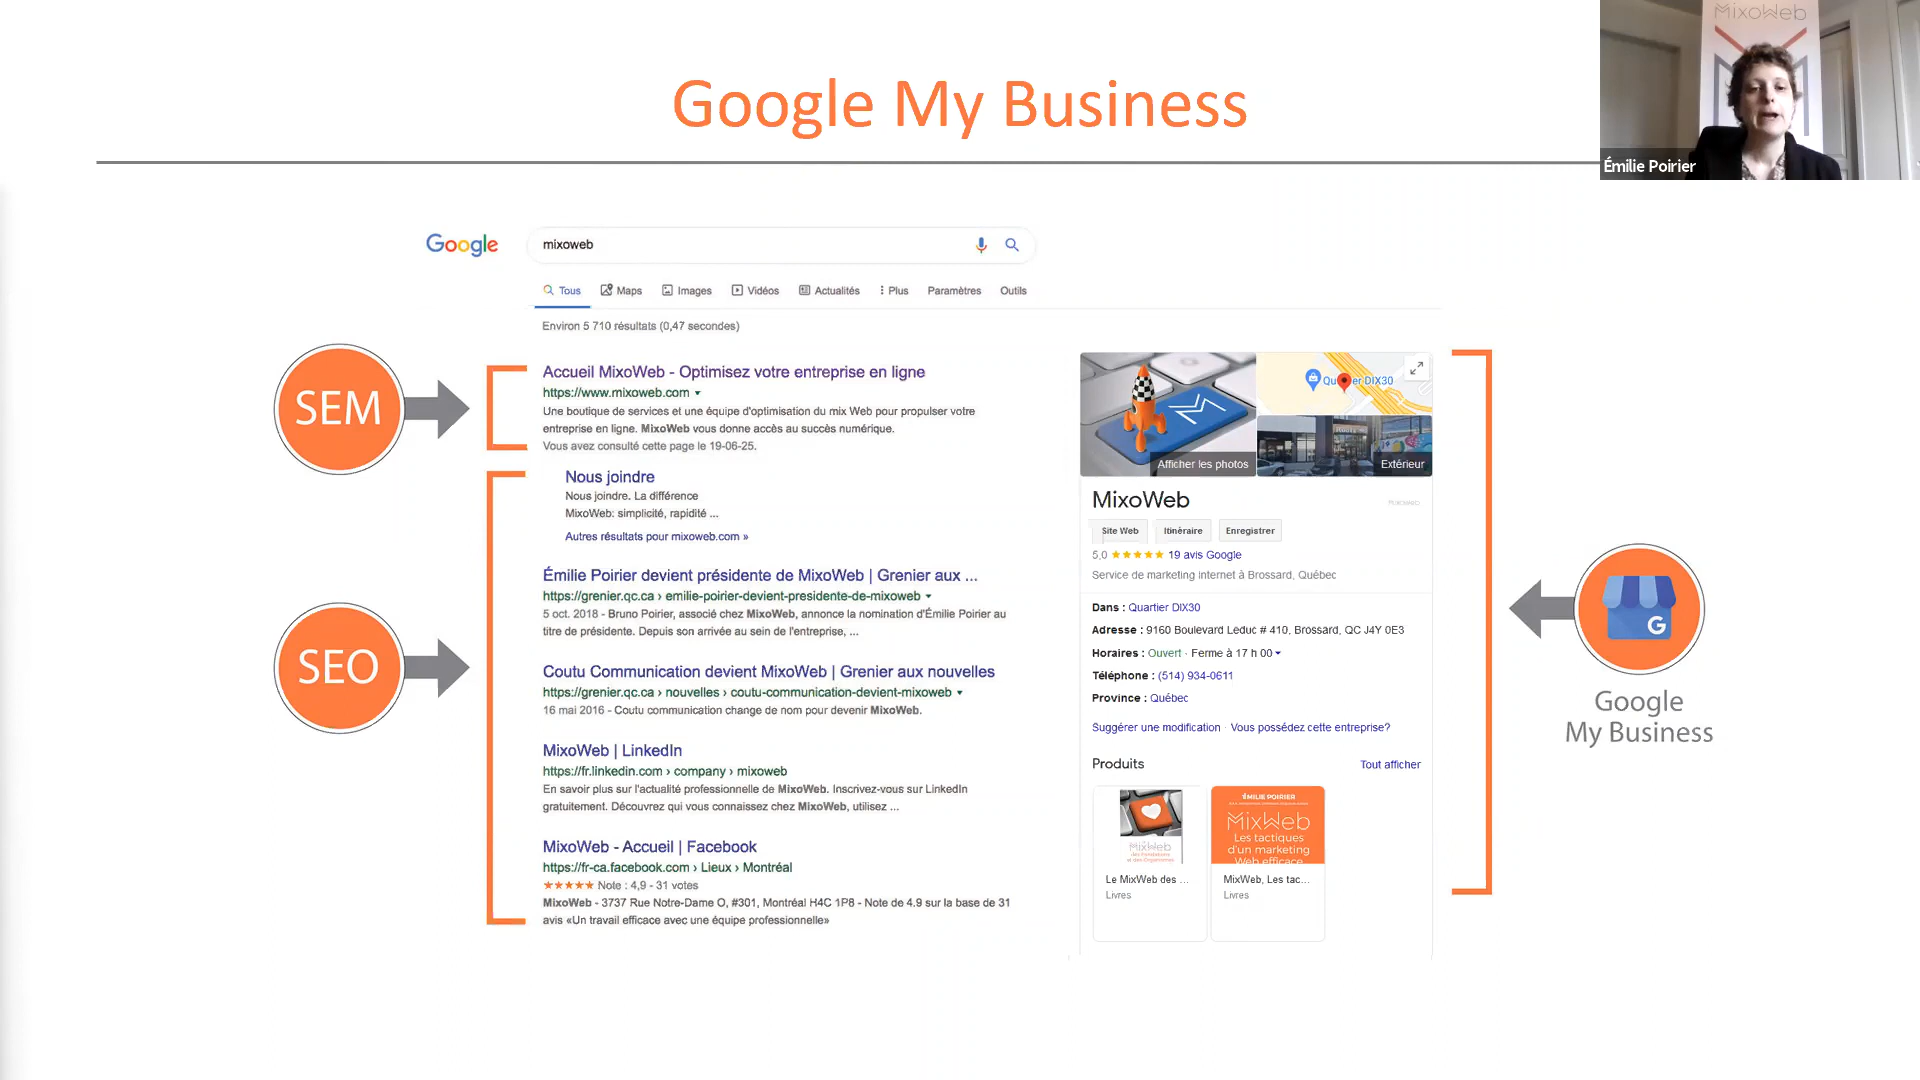 Google My Business
MixoWeb
Émilie Poirier
Google
mixoweb
Tous
Maps
Images
Vidéos
Actualités
Plus
Paramètres
Outils
Environ 5 710 résultats (0,47 secondes)
SEM
Accueil MixoWeb - Optimisez votre entreprise en ligne
https://www.mixoweb.com
Une boutique de services et une équipe d'optimisation du mix Web pour propulser votre
entreprise en ligne. MixoWeb vous donne accès au succès numérique.
Vous avez consulté cette page le 19-06-25.
SEO
Nous joindre
Nous joindre. La différence
MixoWeb: simplicité, rapidité ...
Autres résultats pour mixoweb.com »
Émilie Poirier devient présidente de MixoWeb | Grenier aux ...
https://grenier.qc.ca › emilie-poirier-devient-presidente-de-mixoweb
5 oct. 2018 - Bruno Poirier, associé chez MixoWeb, annonce la nomination d'Émilie Poirier au
titre de présidente. Depuis son arrivée au sein de l'entreprise, ...
Coutu Communication devient MixoWeb | Grenier aux nouvelles
https://grenier.qc.ca › nouvelles › coutu-communication-devient-mixoweb
16 mai 2016 - Coutu communication change de nom pour devenir MixoWeb.
MixoWeb | LinkedIn
https://fr.linkedin.com › company › mixoweb
En savoir plus sur l'actualité professionnelle de MixoWeb. Inscrivez-vous sur LinkedIn
gratuitement. Découvrez qui vous connaissez chez MixoWeb, utilisez ...
MixoWeb - Accueil | Facebook
https://fr-ca.facebook.com › Lieux › Montréal
★★★★★ Note : 4,9 - 31 votes
MixoWeb - 3737 Rue Notre-Dame O, #301, Montréal H4C 1P8 - Note de 4.9 sur la base de 31
avis «Un travail efficace avec une équipe professionnelle»
Afficher les photos
Quartier DIX30
Extérieur
MixoWeb
MIXOWEB
Site Web
Itinéraire
Enregistrer
5,0 ★★★★★ 19 avis Google
Service de marketing internet à Brossard, Québec
Dans : Quartier DIX30
Adresse : 9160 Boulevard Leduc # 410, Brossard, QC J4Y 0E3
Horaires : Ouvert · Ferme à 17 h 00
Téléphone : (514) 934-0611
Province : Québec
Suggérer une modification · Vous possédez cette entreprise?
Produits
Tout afficher
MixWeb
des Fondations
et des Organismes
Le MixWeb des ...
Livres
ÉMILIE POIRIER
MixWeb
Les tactiques
d'un marketing
Web efficace
MixWeb, Les tac...
Livres
G
Google
My Business